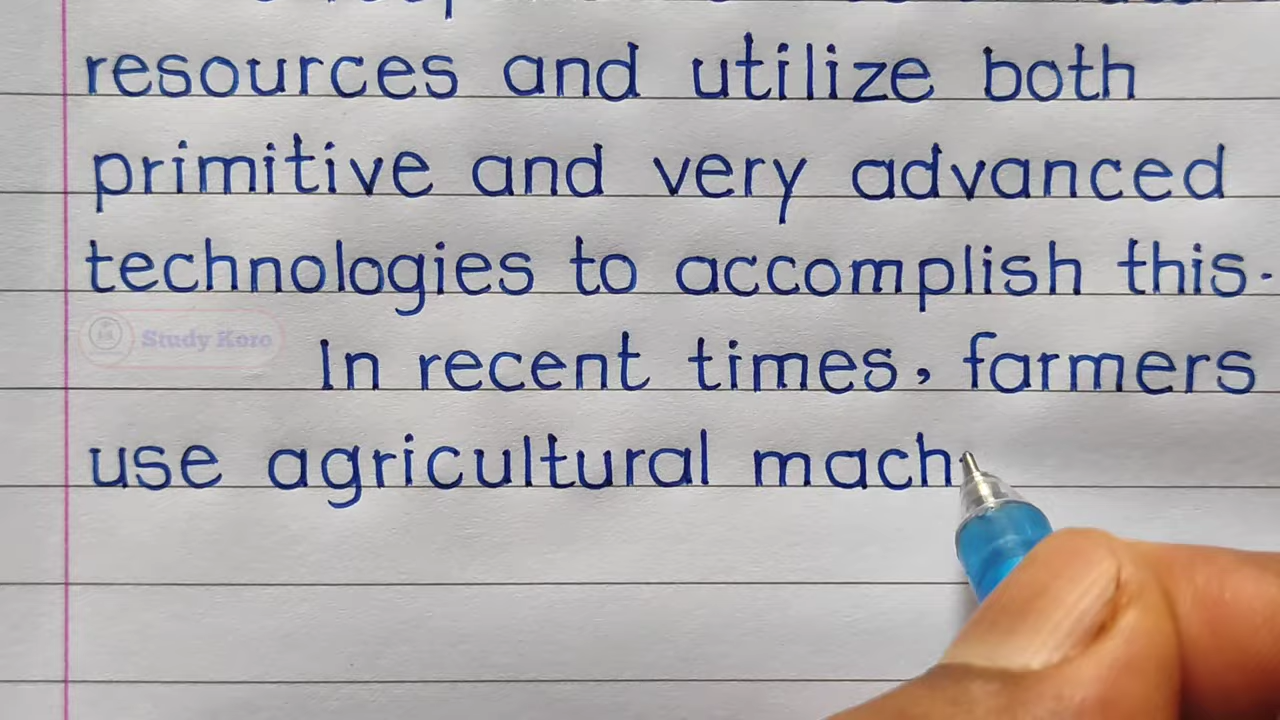 resources and utilize both
primitive and very advanced
technologies to accomplish this.
Study Koro
In recent times, farmers
use agricultural mach